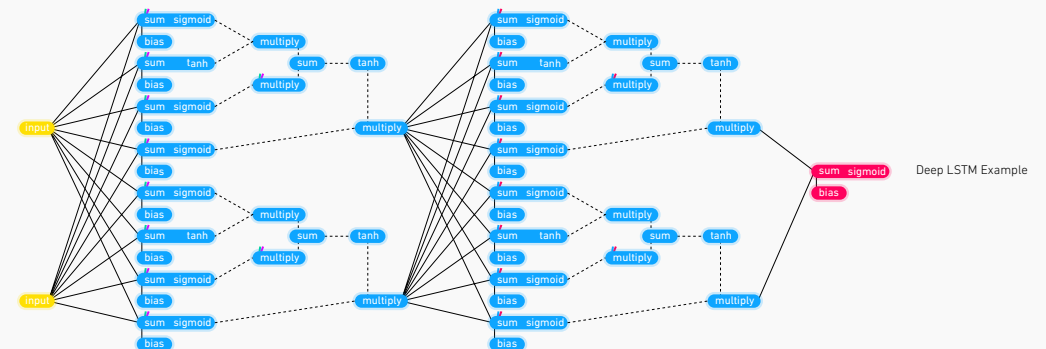 sum sigmoid sum sigmoid
bias multiply bias multiply
sum tanh sum tanh sum tanh sum tanh
bias multiply bias multiply
sum sigmoid sum sigmoid
input bias multiply bias multiply
sum sigmoid sum sigmoid
bias bias sum sigmoid Deep LSTM Example
sum sigmoid sum sigmoid bias
bias multiply bias multiply
sum tanh sum tanh sum tanh sum tanh
bias multiply bias multiply
sum sigmoid sum sigmoid
input bias multiply bias multiply
sum sigmoid sum sigmoid
bias bias